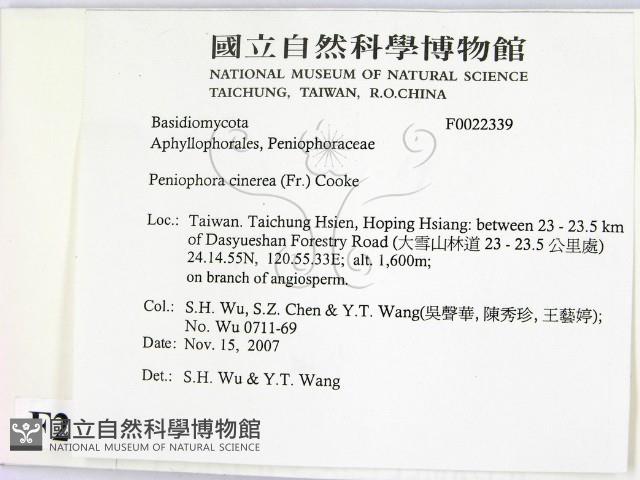 國立自然科學博物館
NATIONAL MUSEUM OF NATURAL SCIENCE
TAICHUNG, TAIWAN, R.O.CHINA
Basidiomycota F0022339
Aphyllophorales, Peniophoraceae
Peniophora cinerea (Fr.) Cooke
Loc.: Taiwan. Taichung Hsien, Hoping Hsiang: between 23 - 23.5 km
of Dasyueshan Forestry Road (大雪山林道 23 - 23.5 公里處)
24.14.55N, 120.55.33E; alt. 1,600m;
on branch of angiosperm.
Col.: S.H. Wu, S.Z. Chen & Y.T. Wang(吳聲華, 陳秀珍, 王藝婷);
No. Wu 0711-69
Date: Nov. 15, 2007
Det.: S.H. Wu & Y.T. Wang
國立自然科學博物館
NATIONAL MUSEUM OF NATURAL SCIENCE